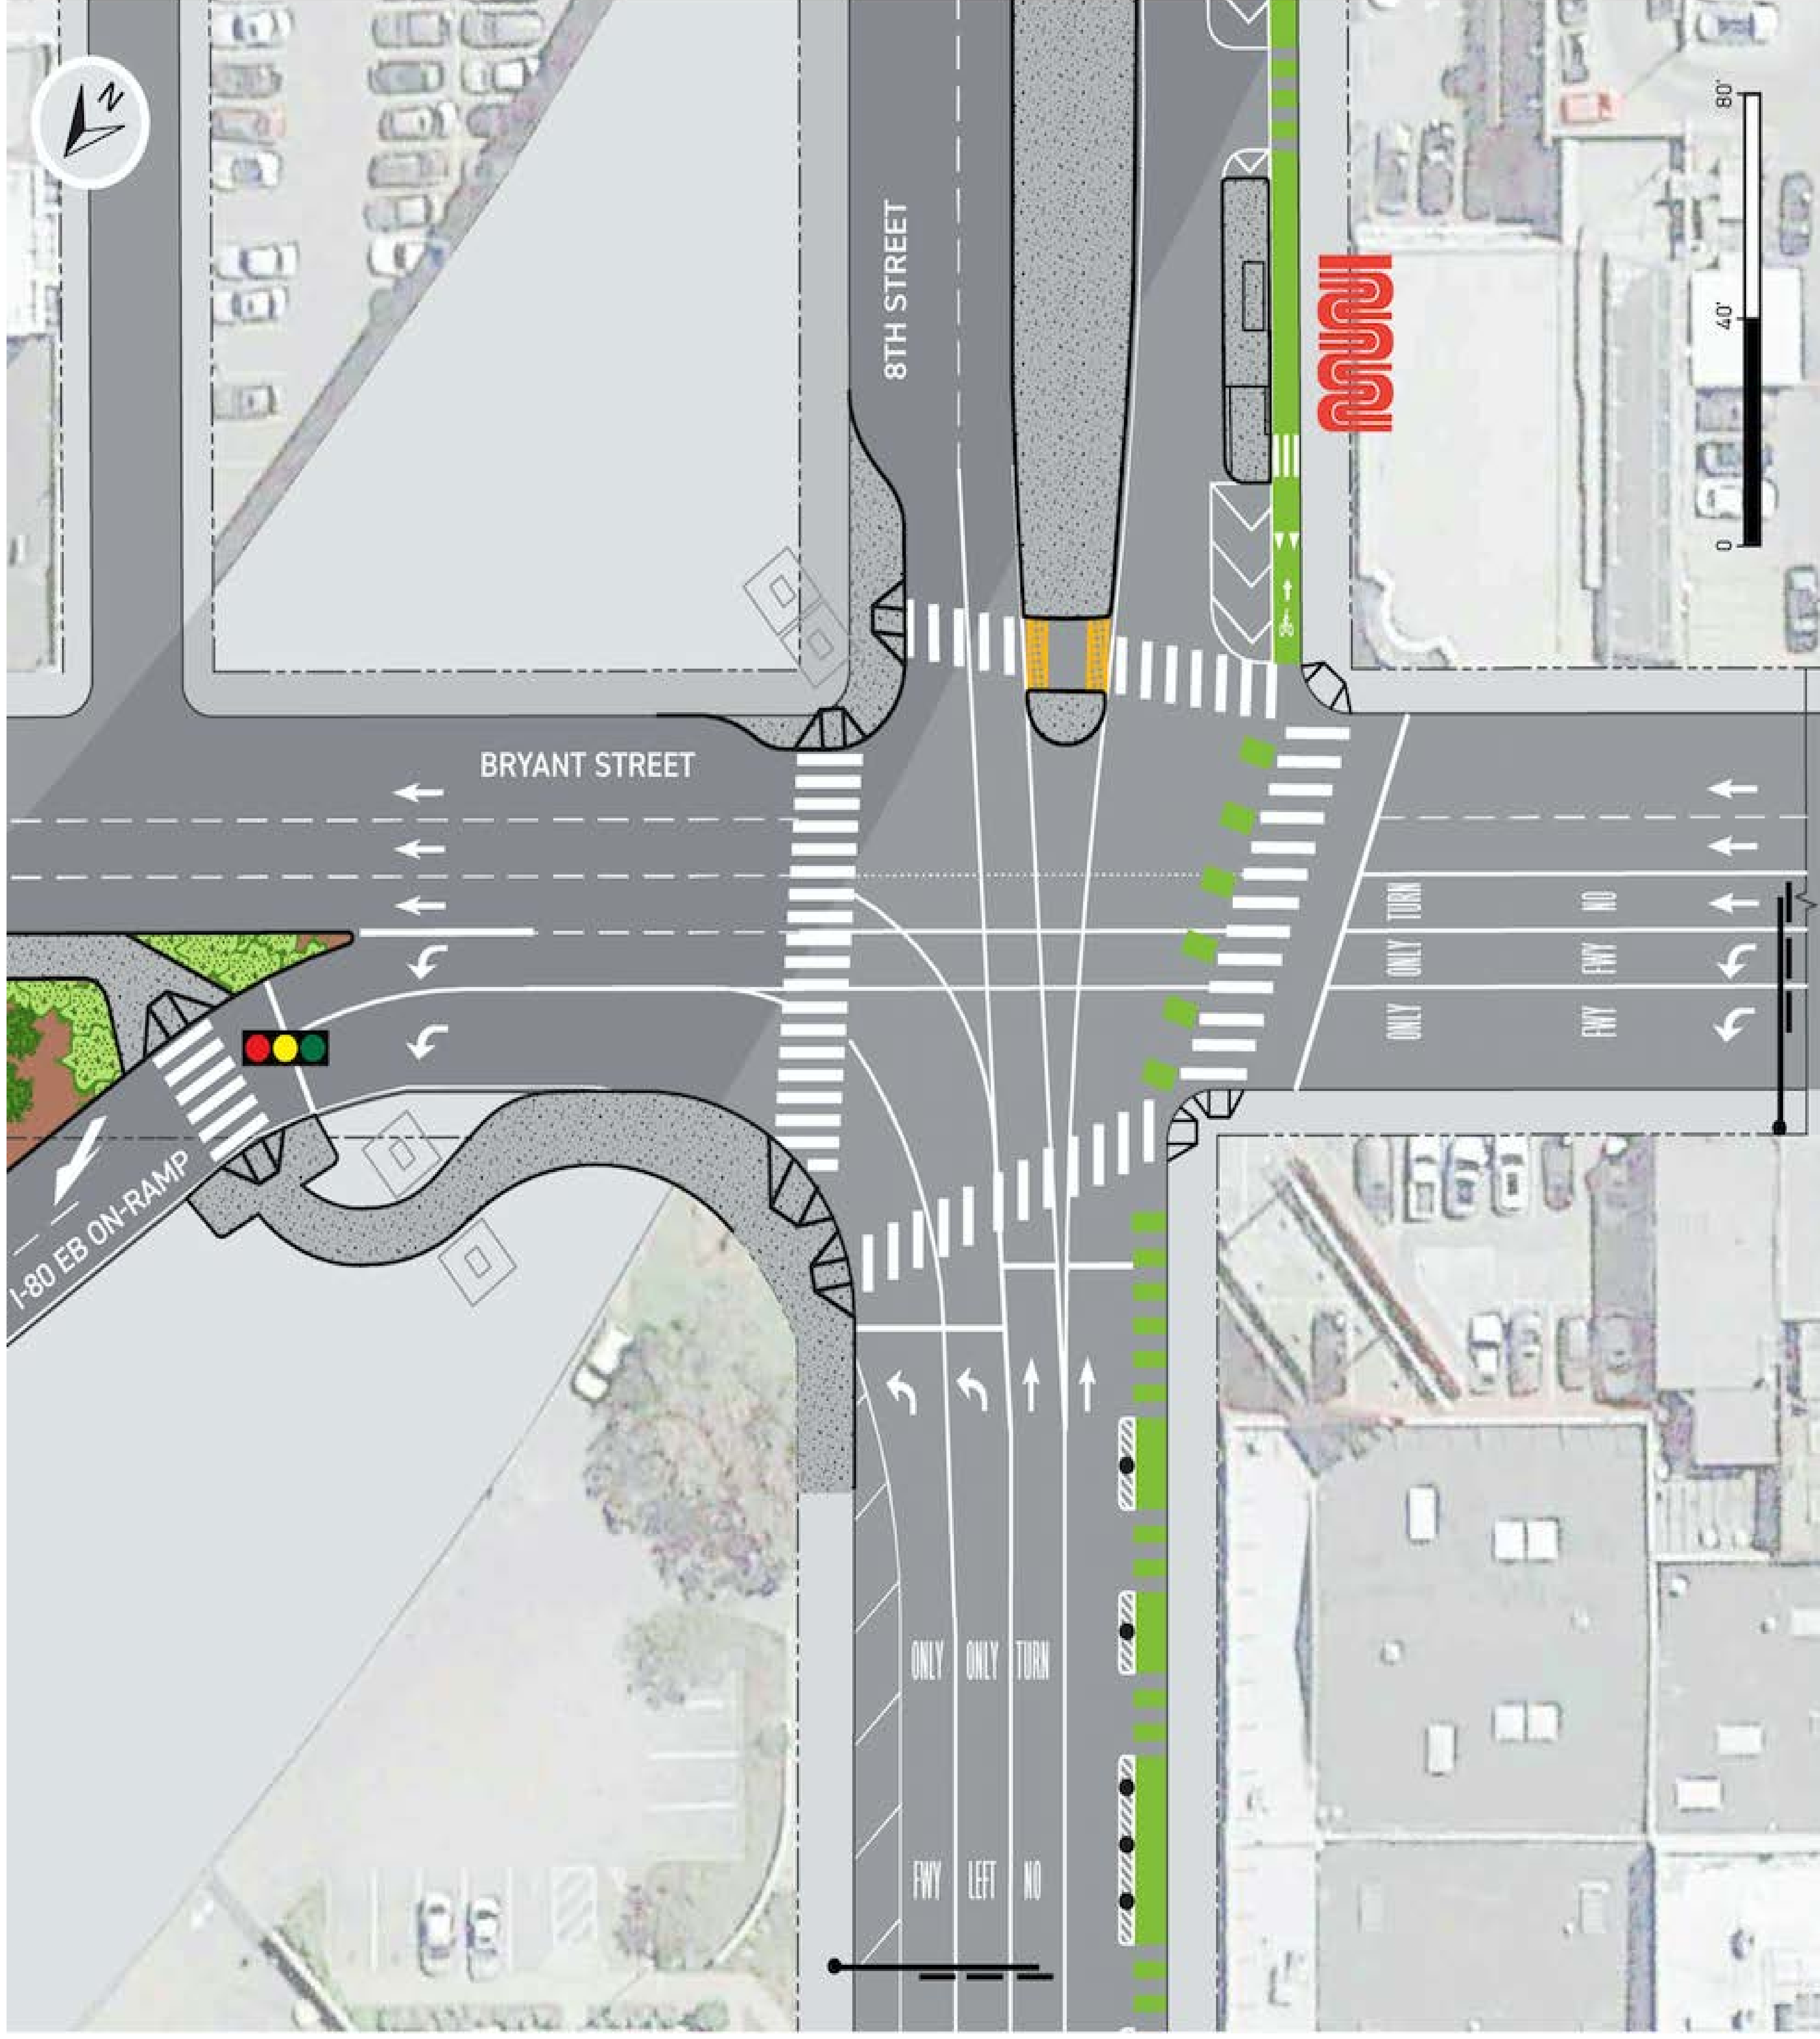 N
80'
40'
0
8TH STREET
muni
BRYANT STREET
TURN NO
ONLY FWY
ONLY FWY
I-80 EB ON-RAMP
ONLY ONLY TURN
FWY LEFT NO